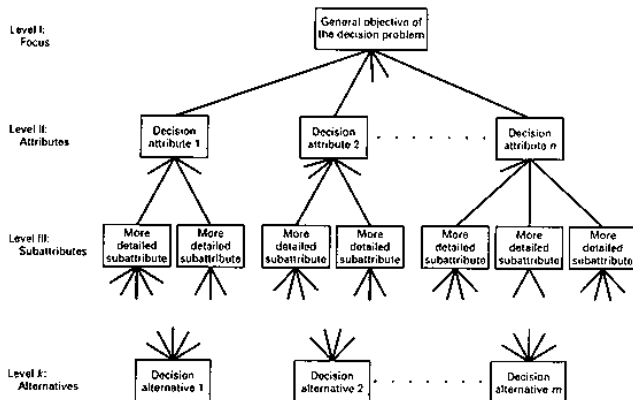 Level I:
Focus
General objective of
the decision problem
Level II:
Attributes
Decision
attribute 1
Decision
attribute 2
Decision
attribute n
Level III:
Subattributes
More
detailed
subattribute
More
detailed
subattribute
More
detailed
subattribute
More
detailed
subattribute
More
detailed
subattribute
More
detailed
subattribute
More
detailed
subattribute
Level k:
Alternatives
Decision
alternative 1
Decision
alternative 2
Decision
alternative m